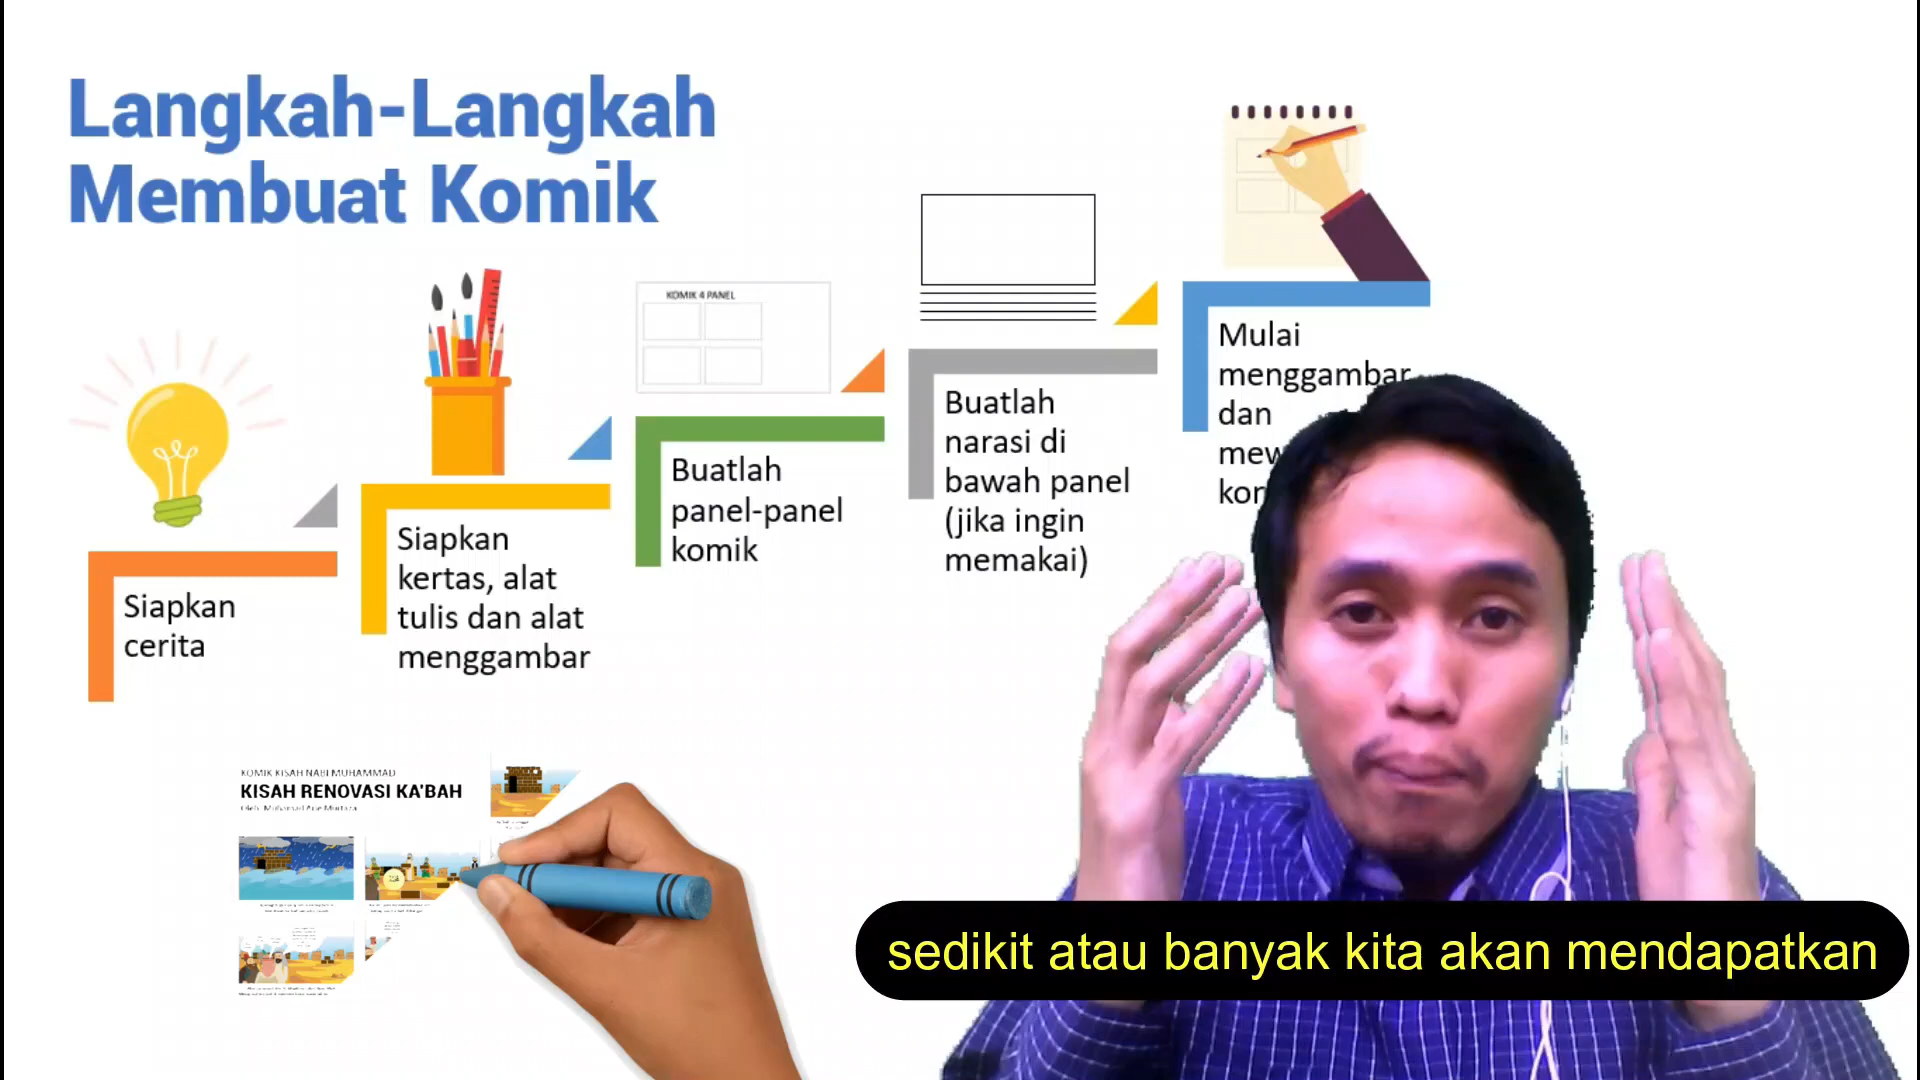 Langkah-Langkah
Membuat Komik
Siapkan
cerita
Siapkan
kertas, alat
tulis dan alat
menggambar
KOMIK 4 PANEL
Buatlah
panel-panel
komik
Buatlah
narasi di
bawah panel
(jika ingin
memakai)
Mulai
menggambar
dan
KOMIK KISAH NABI MUHAMMAD
KISAH RENOVASI KA'BAH
sedikit atau banyak kita akan mendapatkan